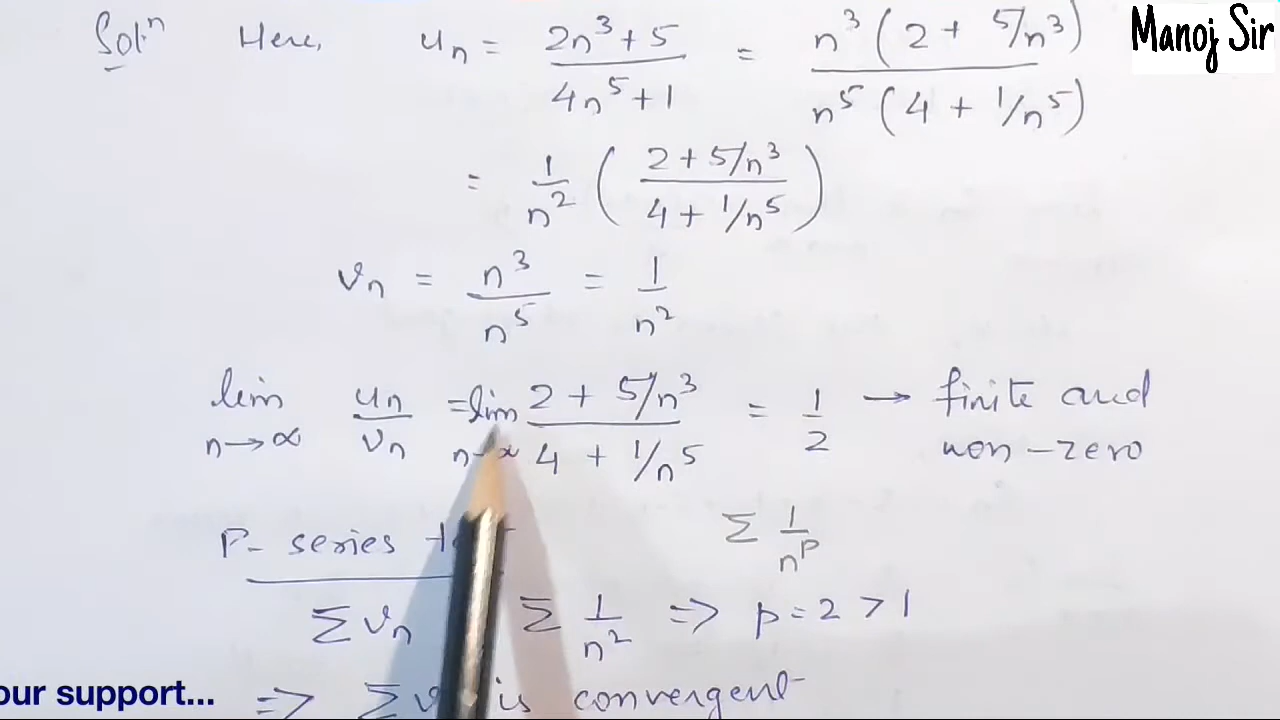 Manoj Sir
Solⁿ Here, uₙ = (2n³+5)/(4n⁵+1) = n³(2 + 5/n³)/n⁵(4 + 1/n⁵)
= 1/n² ((2 + 5/n³)/(4 + 1/n⁵))
vₙ = n³/n⁵ = 1/n²
lim n→∞ uₙ/vₙ = lim n→∞ (2 + 5/n³)/(4 + 1/n⁵) = 1/2 → finite and
non-zero
P- series Σ 1/nᵖ
Σvₙ Σ 1/n² => p = 2 > 1
=> Σv is convergent
our support...